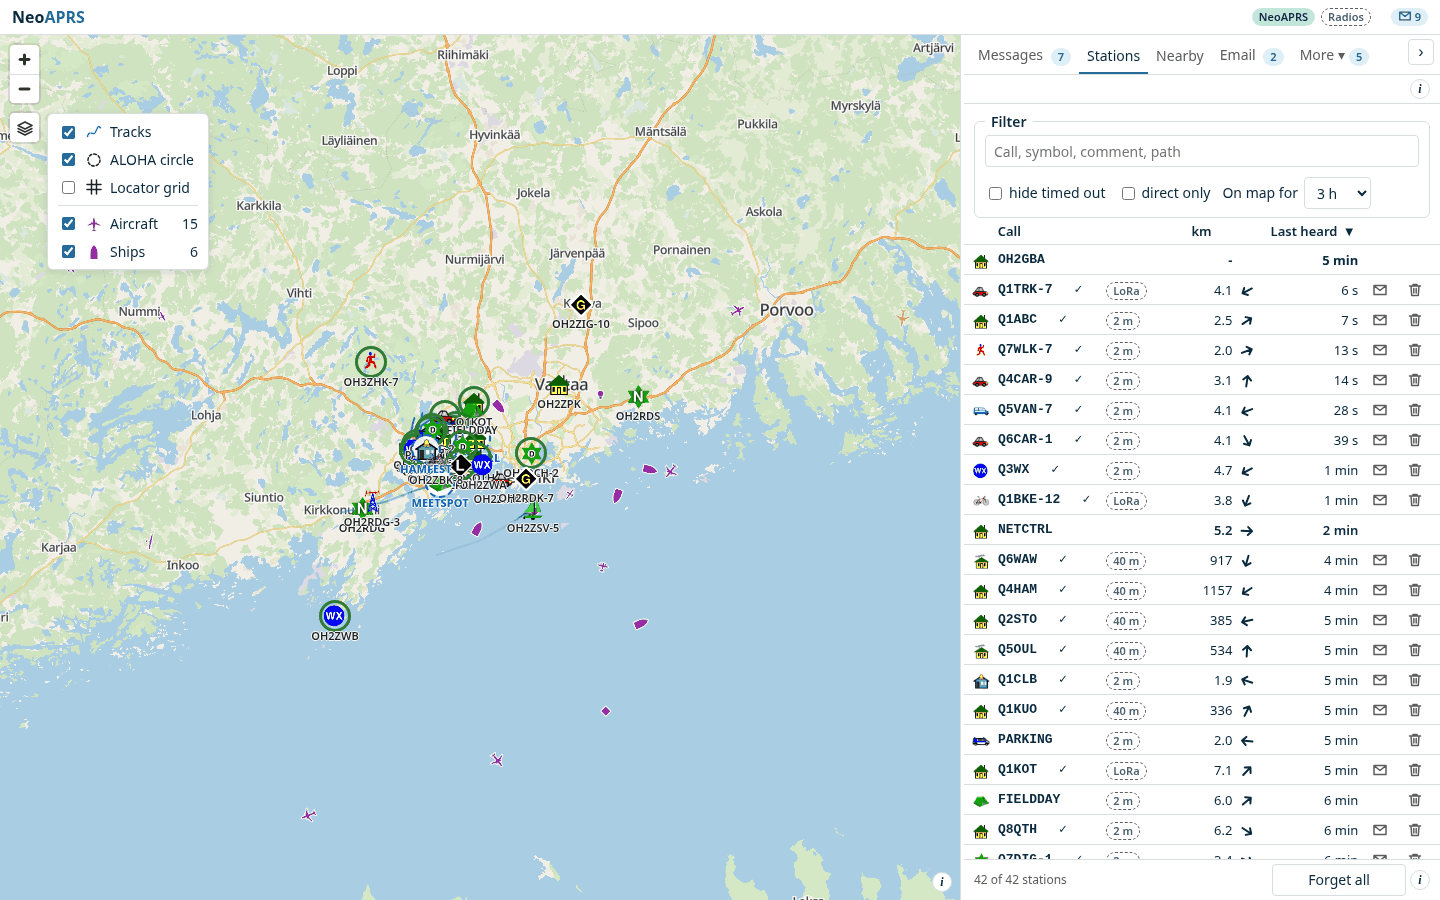 NeoAPRS
NeoAPRS Radios 9
Messages 7 Stations Nearby Email 2 More ▾ 5
Filter
Call, symbol, comment, path
hide timed out direct only On map for 3 h
Call km Last heard ▼
OH2GBA - 5 min
Q1TRK-7 ✓ LoRa 4.1 6 s
Q1ABC ✓ 2 m 2.5 7 s
Q7WLK-7 ✓ 2 m 2.0 13 s
Q4CAR-9 ✓ 2 m 3.1 14 s
Q5VAN-7 ✓ 2 m 4.1 28 s
Q6CAR-1 ✓ 2 m 4.1 39 s
Q3WX ✓ 2 m 4.7 1 min
Q1BKE-12 ✓ LoRa 3.8 1 min
NETCTRL 5.2 2 min
Q6WAW ✓ 40 m 917 4 min
Q4HAM ✓ 40 m 1157 4 min
Q2STO ✓ 40 m 385 5 min
Q5OUL ✓ 40 m 534 5 min
Q1CLB ✓ 2 m 1.9 5 min
Q1KUO ✓ 40 m 336 5 min
PARKING 2 m 2.0 5 min
Q1KOT ✓ LoRa 7.1 5 min
FIELDDAY 2 m 6.0 6 min
Q8QTH ✓ 2 m 6.2 6 min
42 of 42 stations Forget all
Tracks
ALOHA circle
Locator grid
Aircraft 15
Ships 6
Riihimäki
Artjärvi
Loppi
Myrskylä
Pukkila
Mäntsälä
Hyvinkää
Läyliäinen
Jokela
Karkkila
Askola
Pornainen
Järvenpää
Nurmijärvi
Vihti
Nummi
Porvoo
Sipoo
OH2ZIG-10
OH3ZHK-7
OH2ZPK
OH2RDS
Lohja
Q1KOT
FIELDDAY
HAMFEST
OH2ZBK-8
OH2RDK-7
MEETSPOT
Siuntio
OH2RDG-3
OH2RDG
OH2ZSV-5
Karjaa
Inkoo
WX
OH2ZWB